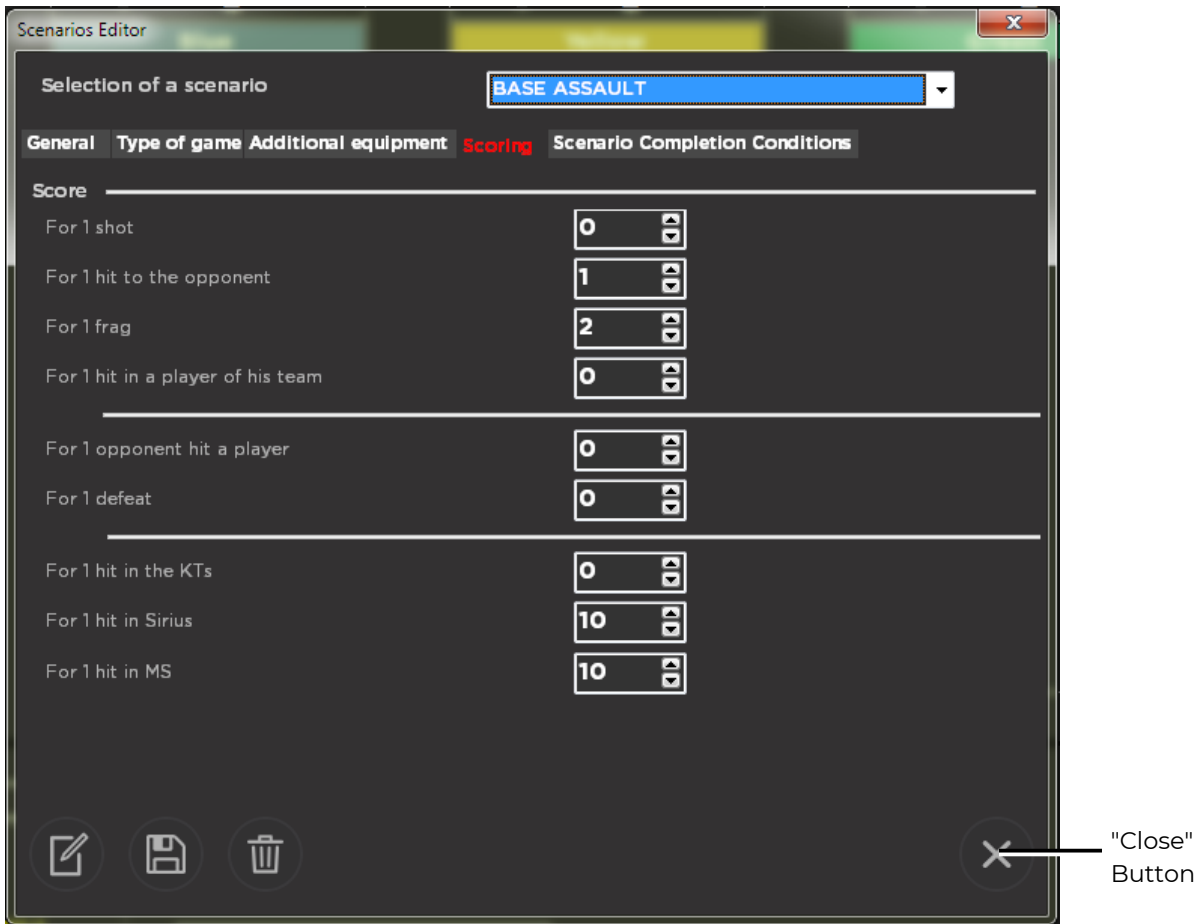 Scenarios Editor
x
Blue
Yellow
Selection of a scenario
BASE ASSAULT
General Type of game Additional equipment Scoring Scenario Completion Conditions
Score
For 1 shot 0
For 1 hit to the opponent 1
For 1 frag 2
For 1 hit in a player of his team 0
For 1 opponent hit a player 0
For 1 defeat 0
For 1 hit in the KTs 0
For 1 hit in Sirius 10
For 1 hit in MS 10
"Close"
Button